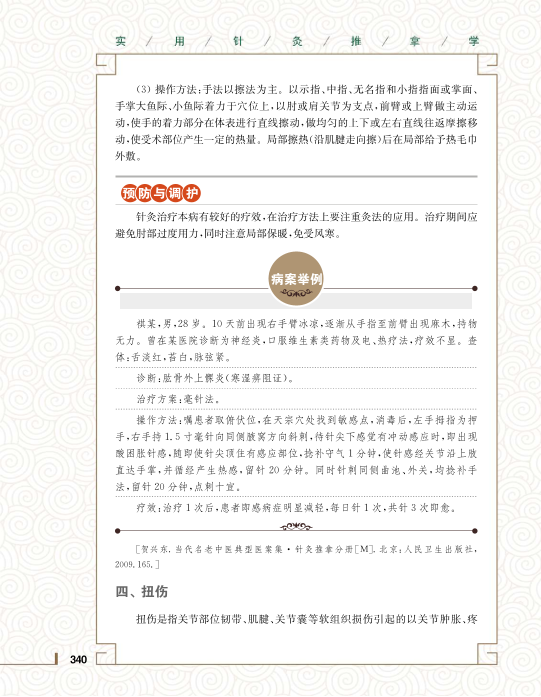 实 / 用 / 针 / 灸 / 推 / 拿 / 学
(3) 操作方法:手法以擦法为主。以示指、中指、无名指和小指指面或掌面、
手掌大鱼际、小鱼际着力于穴位上,以肘或肩关节为支点,前臂或上臂做主动运
动,使手的着力部分在体表进行直线擦动,做均匀的上下或左右直线往返摩擦移
动,使受术部位产生一定的热量。局部擦热(沿肌腱走向擦)后在局部给予热毛巾
外敷。
预防与调护
针灸治疗本病有较好的疗效,在治疗方法上要注重灸法的应用。治疗期间应
避免肘部过度用力,同时注意局部保暖,免受风寒。
病案举例
祺某,男,28 岁。10 天前出现右手臂冰凉,逐渐从手指至前臂出现麻木,持物
无力。曾在某医院诊断为神经炎,口服维生素类药物及电、热疗法,疗效不显。查
体:舌淡红,苔白,脉弦紧。
诊断:肱骨外上髁炎(寒湿痹阻证)。
治疗方案:毫针法。
操作方法:嘱患者取俯伏位,在天宗穴处找到敏感点,消毒后,左手拇指为押
手,右手持 1.5 寸毫针向同侧腋窝方向斜刺,待针尖下感觉有冲动感应时,即出现
酸困胀针感,随即使针尖顶住有感应部位,捻补守气 1 分钟,使针感经关节沿上肢
直达手掌,并循经产生热感,留针 20 分钟。同时针刺同侧曲池、外关,均捻补手
法,留针 20 分钟,点刺十宣。
疗效:治疗 1 次后,患者即感病症明显减轻,每日针 1 次,共针 3 次即愈。
[贺兴东. 当代名老中医典型医案集·针灸推拿分册[M]. 北京:人民卫生出版社,
2009,165.]
四、扭伤
扭伤是指关节部位韧带、肌腱、关节囊等软组织损伤引起的以关节肿胀、疼
340